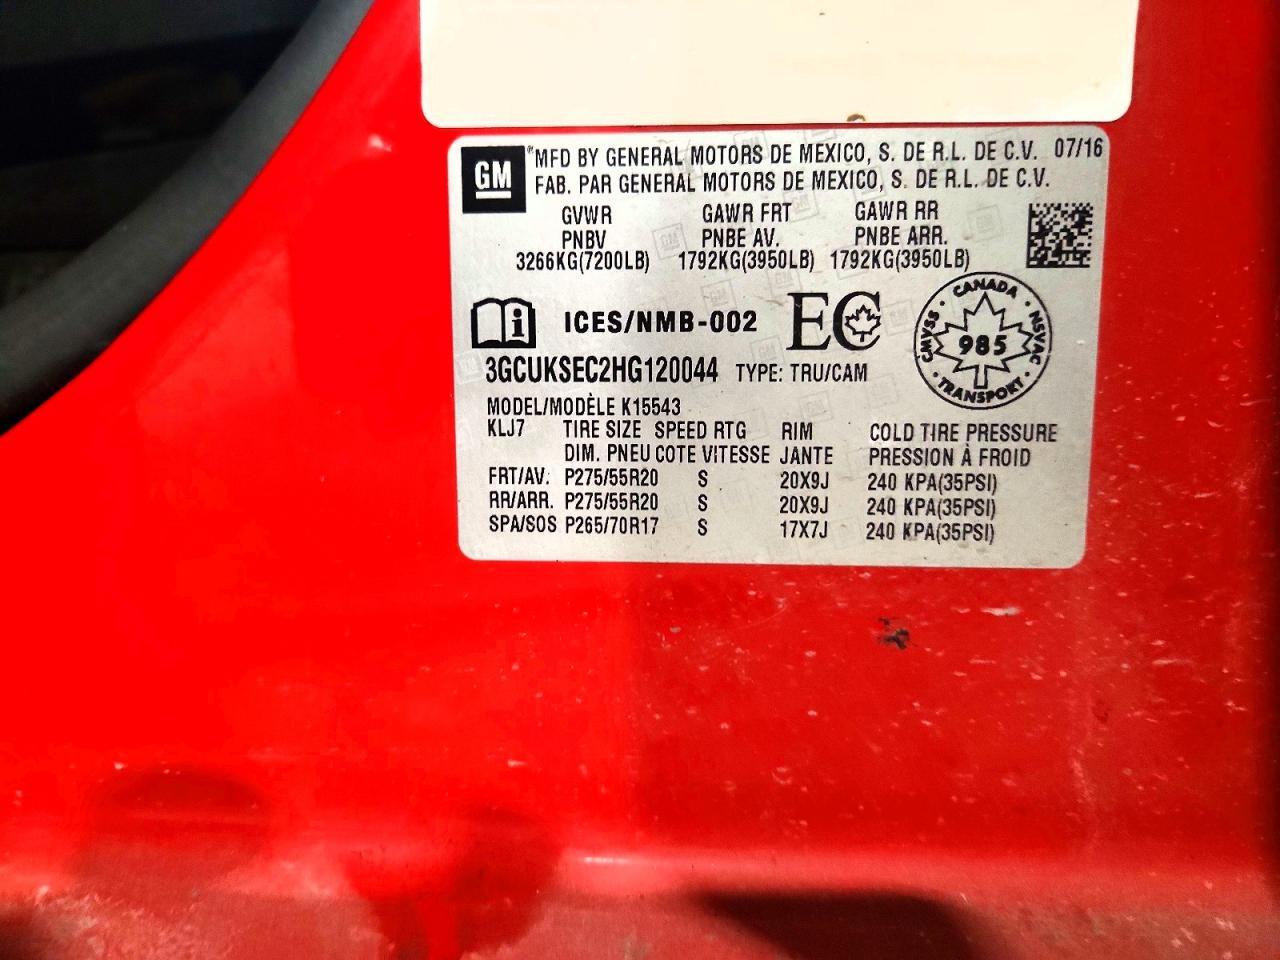 GM
MFD BY GENERAL MOTORS DE MEXICO, S. DE R.L. DE C.V. 07/16
FAB. PAR GENERAL MOTORS DE MEXICO, S. DE R.L. DE C.V.
GVWR GAWR FRT GAWR RR
PNBV PNBE AV. PNBE ARR.
3266KG(7200LB) 1792KG(3950LB) 1792KG(3950LB)
ICES/NMB-002 EC
CANADA
CMVSS 985 NSVAC
TRANSPORT
3GCUKSEC2HG120044 TYPE: TRU/CAM
MODEL/MODÈLE K15543
KLJ7 TIRE SIZE SPEED RTG RIM COLD TIRE PRESSURE
DIM. PNEU COTE VITESSE JANTE PRESSION À FROID
FRT/AV. P275/55R20 S 20X9J 240 KPA(35PSI)
RR/ARR. P275/55R20 S 20X9J 240 KPA(35PSI)
SPA/SOS P265/70R17 S 17X7J 240 KPA(35PSI)